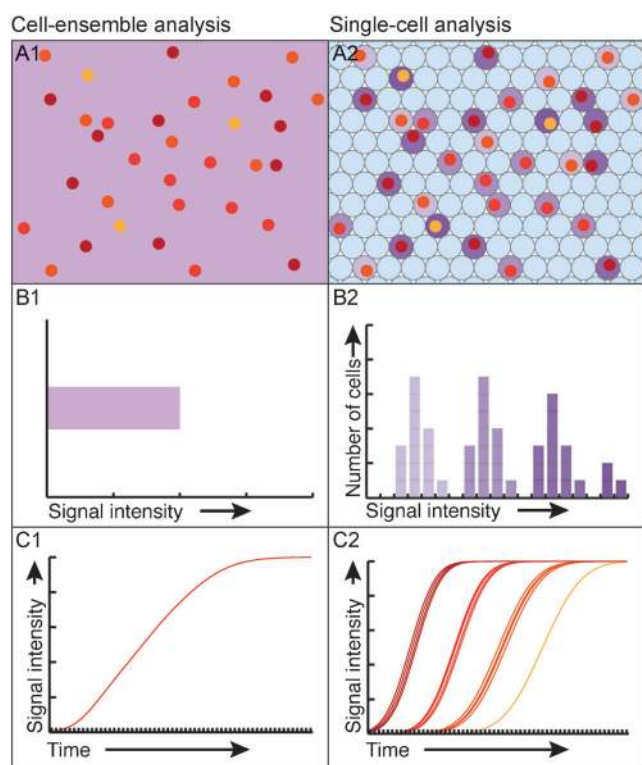 Cell-ensemble analysis
Single-cell analysis
A1
A2
B1
Signal intensity
B2
Number of cells
Signal intensity
C1
Signal intensity
Time
C2
Signal intensity
Time